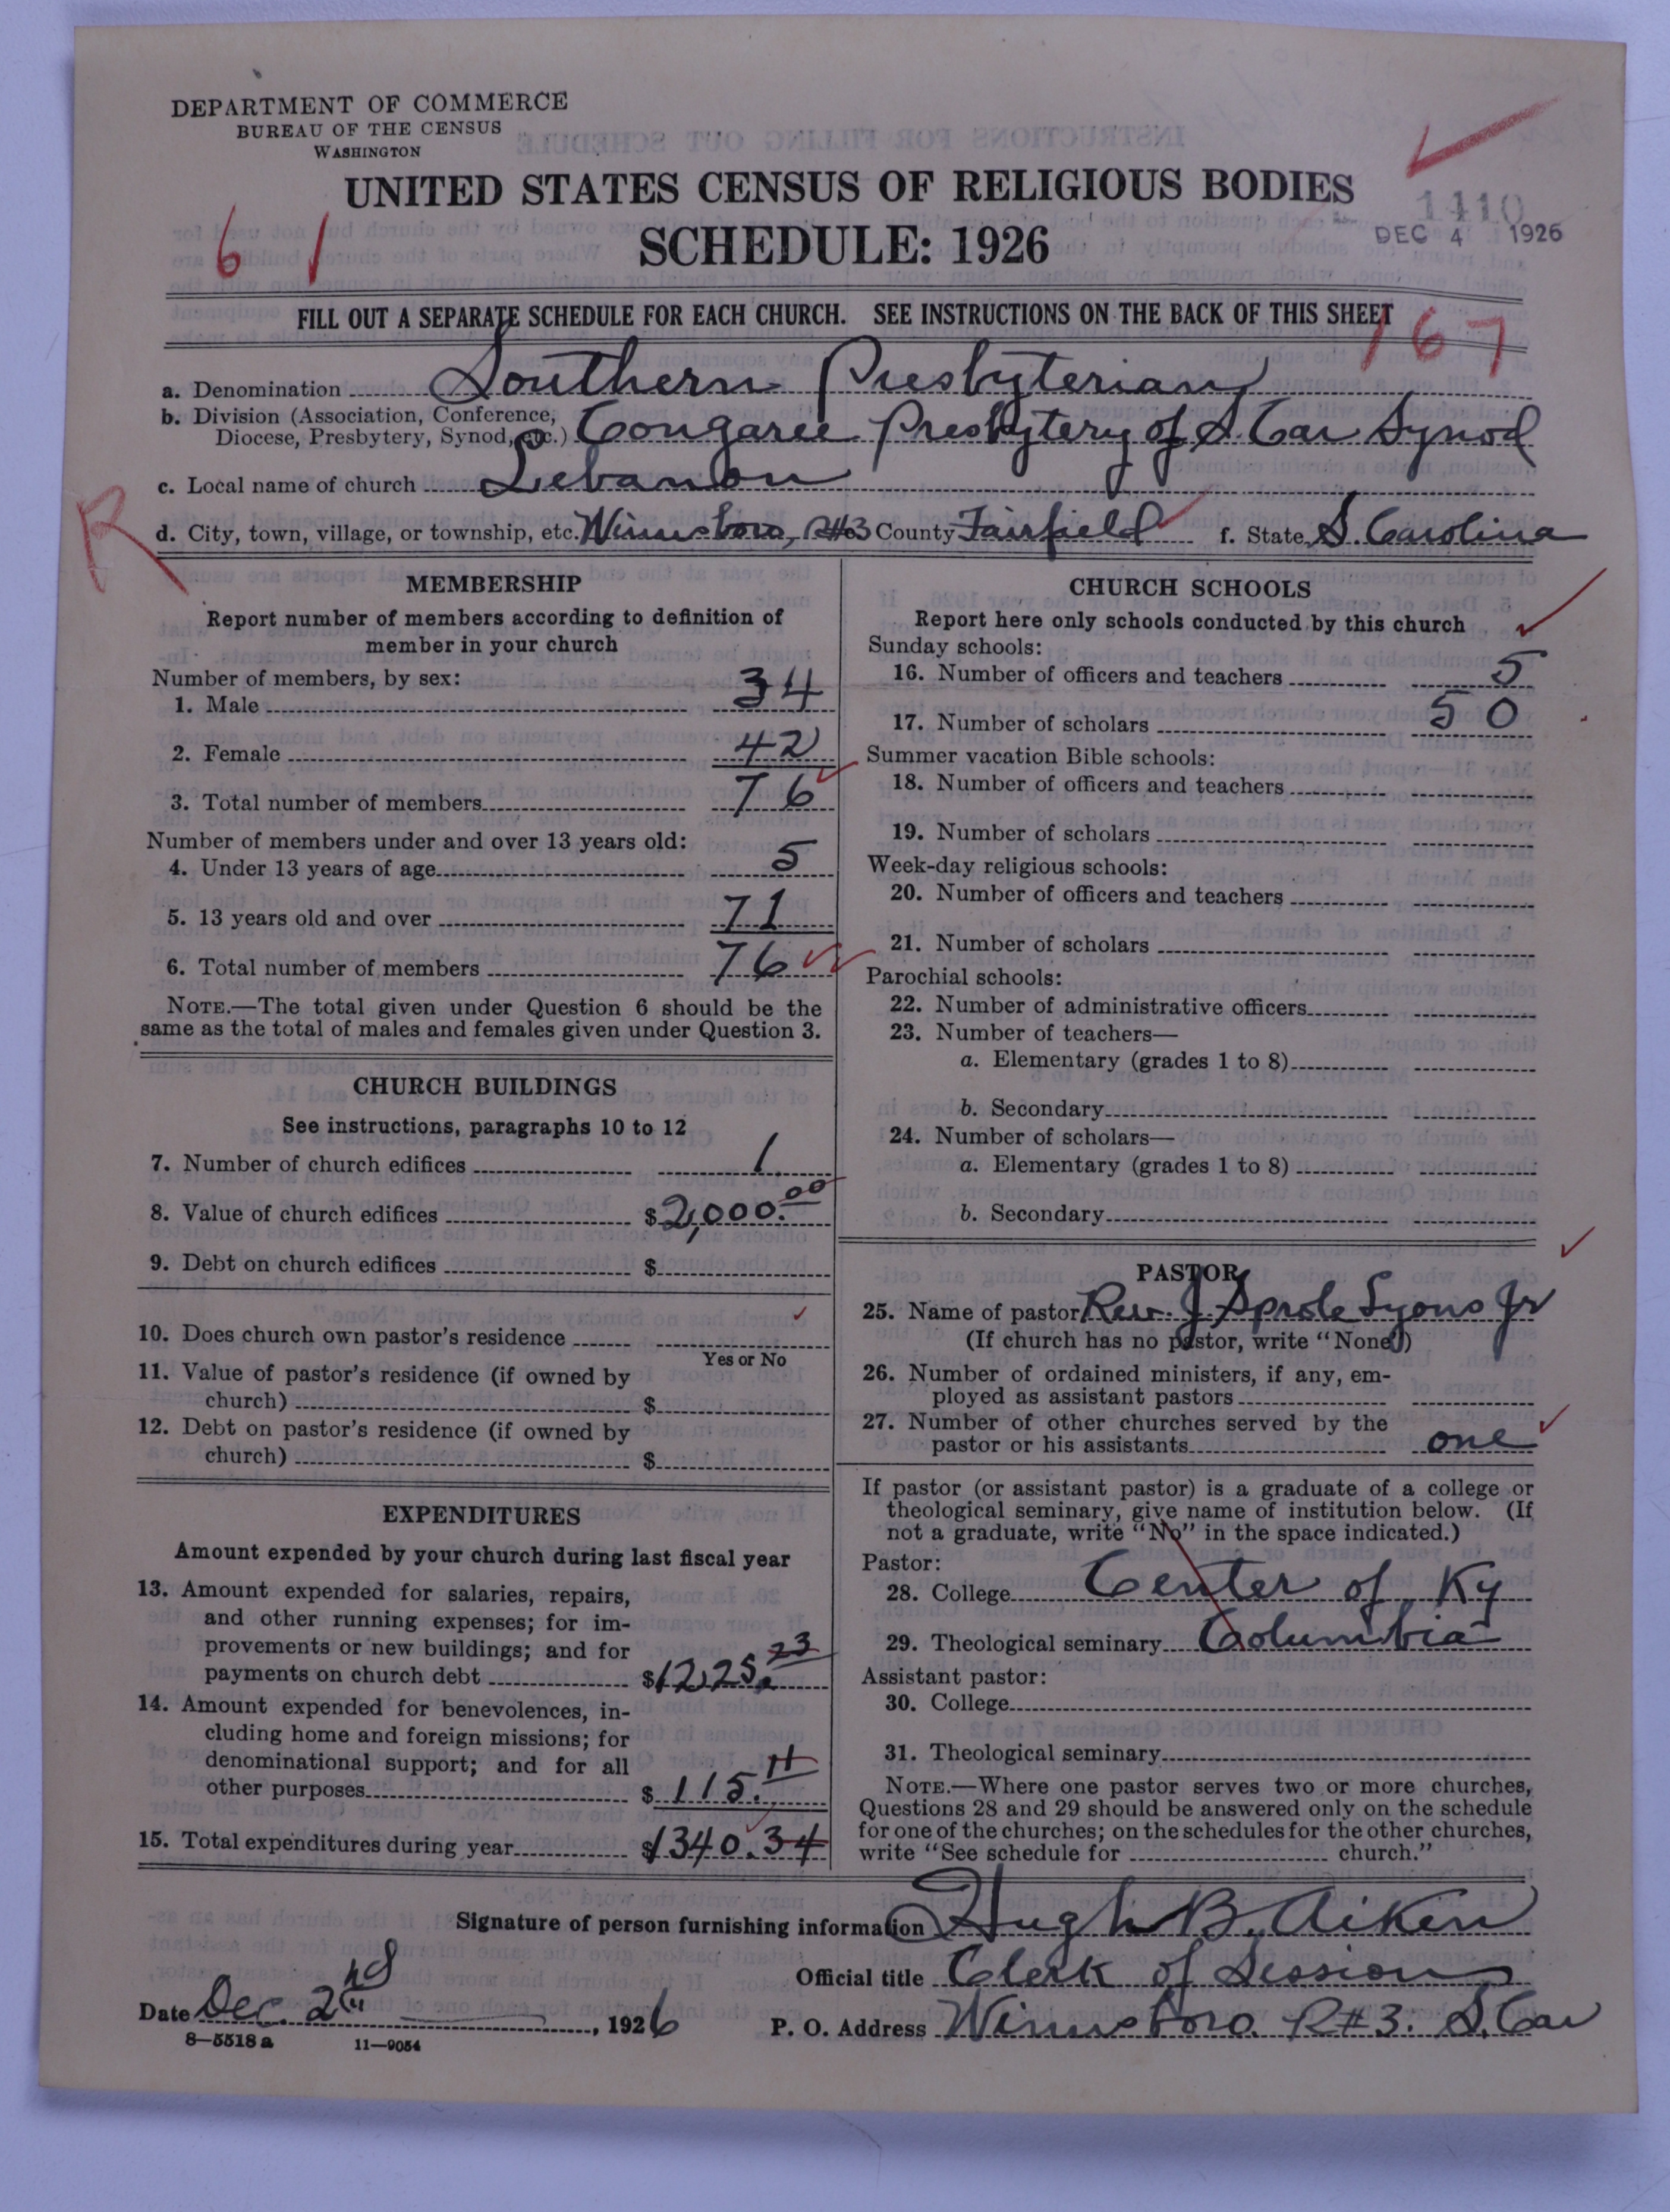 DEPARTMENT OF COMMERCE
BUREAU OF THE CENSUS
WASHINGTON
UNITED STATES CENSUS OF RELIGIOUS BODIES
SCHEDULE: 1926
1410
DEC 4 1926
6 1
FILL OUT A SEPARATE SCHEDULE FOR EACH CHURCH. SEE INSTRUCTIONS ON THE BACK OF THIS SHEET
167
a. Denomination Southern Presbyterian
b. Division (Association, Conference, Diocese, Presbytery, Synod, etc.) Congaree Presbytery of S. Car Synod
c. Local name of church Lebanon
R
d. City, town, village, or township, etc. Winnsboro, R#3 County Fairfield f. State S. Carolina
MEMBERSHIP
Report number of members according to definition of
member in your church
Number of members, by sex:
1. Male 34
2. Female 42
3. Total number of members 76
Number of members under and over 13 years old:
4. Under 13 years of age 5
5. 13 years old and over 71
6. Total number of members 76
NOTE.—The total given under Question 6 should be the
same as the total of males and females given under Question 3.
CHURCH BUILDINGS
See instructions, paragraphs 10 to 12
7. Number of church edifices 1
8. Value of church edifices $2,000.00
9. Debt on church edifices $
10. Does church own pastor's residence
Yes or No
11. Value of pastor's residence (if owned by
church) $
12. Debt on pastor's residence (if owned by
church) $
EXPENDITURES
Amount expended by your church during last fiscal year
13. Amount expended for salaries, repairs,
and other running expenses; for im-
provements or new buildings; and for
payments on church debt $1225.23
14. Amount expended for benevolences, in-
cluding home and foreign missions; for
denominational support; and for all
other purposes $115.11
15. Total expenditures during year $1340.34
CHURCH SCHOOLS
Report here only schools conducted by this church
Sunday schools:
16. Number of officers and teachers 5
17. Number of scholars 50
Summer vacation Bible schools:
18. Number of officers and teachers
19. Number of scholars
Week-day religious schools:
20. Number of officers and teachers
21. Number of scholars
Parochial schools:
22. Number of administrative officers
23. Number of teachers—
a. Elementary (grades 1 to 8)
b. Secondary
24. Number of scholars—
a. Elementary (grades 1 to 8)
b. Secondary
PASTOR
25. Name of pastor Rev. J. Sprole Lyons Jr
(If church has no pastor, write "None")
26. Number of ordained ministers, if any, em-
ployed as assistant pastors
27. Number of other churches served by the
pastor or his assistants one
If pastor (or assistant pastor) is a graduate of a college or
theological seminary, give name of institution below. (If
not a graduate, write "No" in the space indicated.)
Pastor:
28. College Center of Ky
29. Theological seminary Columbia
Assistant pastor:
30. College
31. Theological seminary
NOTE.—Where one pastor serves two or more churches,
Questions 28 and 29 should be answered only on the schedule
for one of the churches; on the schedules for the other churches,
write "See schedule for church."
Signature of person furnishing information Hugh B. Aiken
Official title Clerk of Session
Date Dec. 2nd, 1926
P. O. Address Winnsboro. R#3. S. Car
8—5518a 11—9054